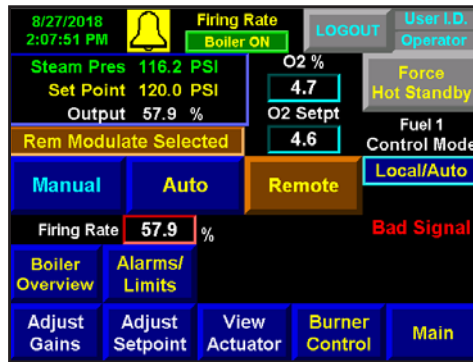 8/27/2018
2:07:51 PM
Firing Rate
Boiler ON
LOGOUT
User I.D.
Operator
Steam Pres 116.2 PSI
Set Point 120.0 PSI
Output 57.9 %
O2 %
4.7
O2 Setpt
4.6
Force
Hot Standby
Rem Modulate Selected
Fuel 1
Control Mode
Local/Auto
Manual
Auto
Remote
Firing Rate 57.9 %
Bad Signal
Boiler
Overview
Alarms/
Limits
Adjust
Gains
Adjust
Setpoint
View
Actuator
Burner
Control
Main